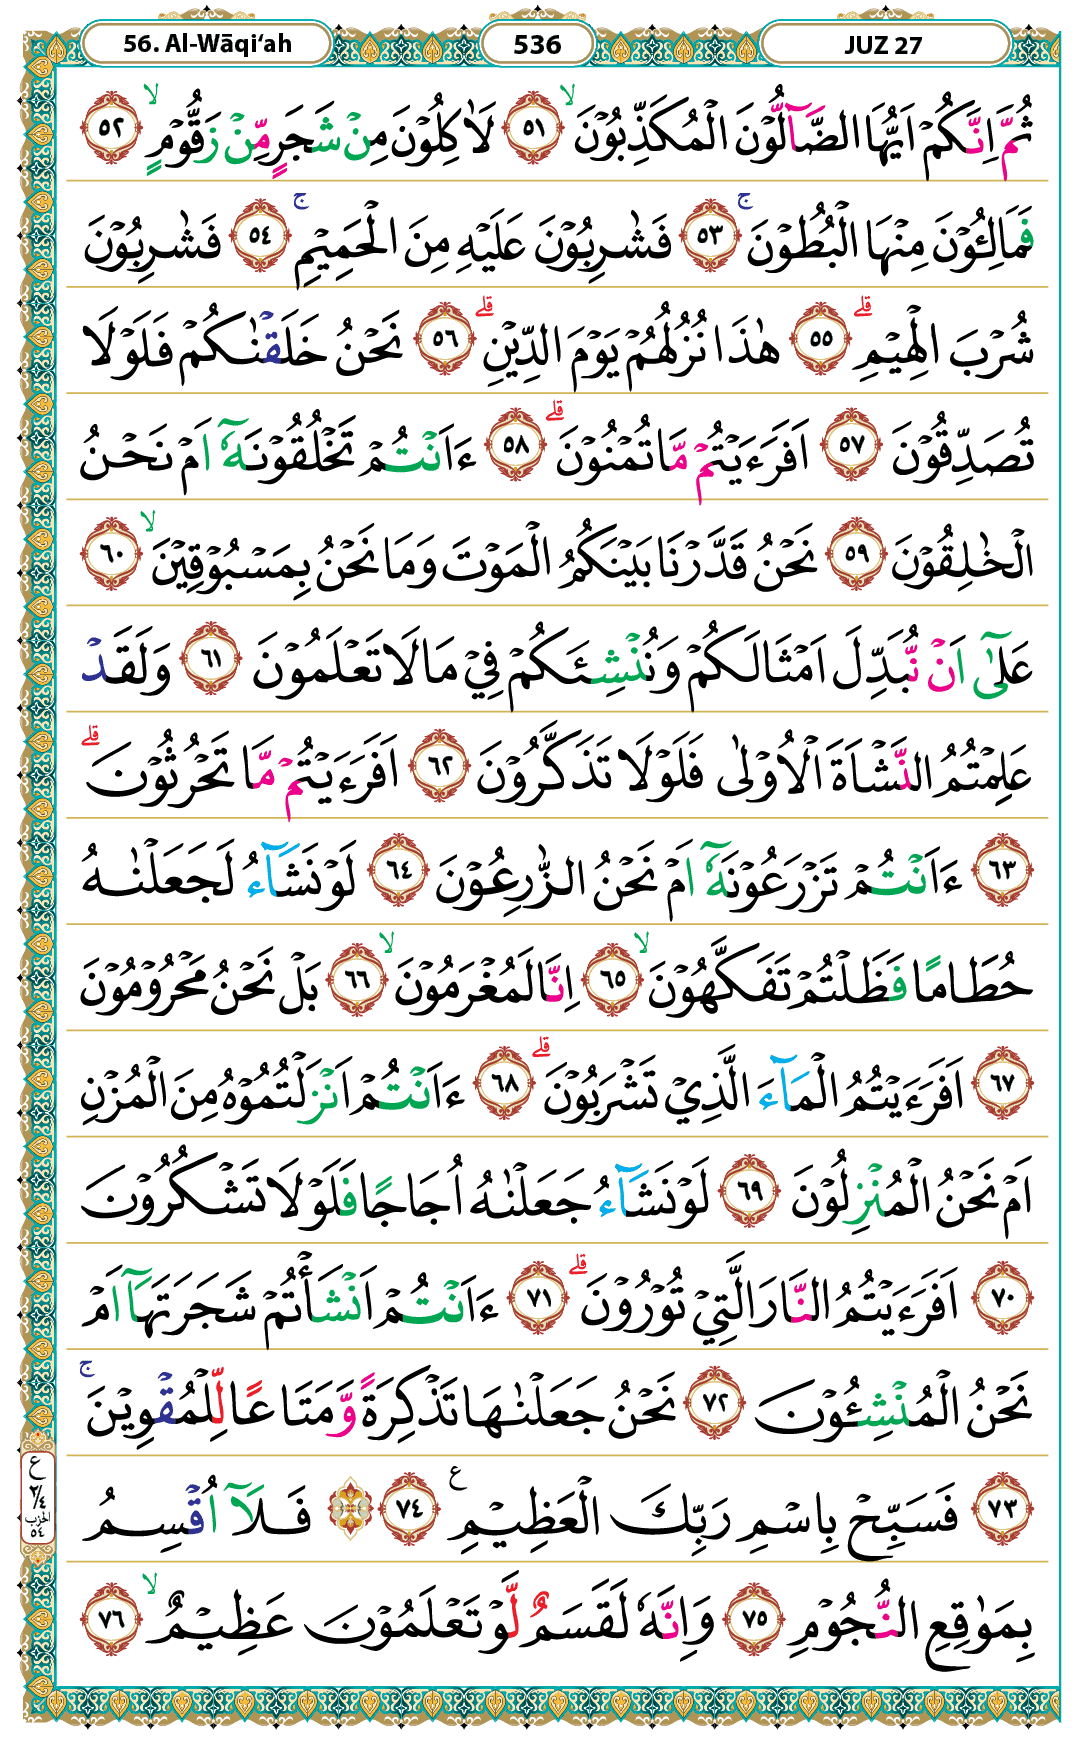 56. Al-Wāqi‘ah 536 JUZ 27
ثُمَّ اِنَّكُمْ اَيُّهَا الضَّآلُّوْنَ الْمُكَذِّبُوْنَ ۙ ٥١ لَاٰكِلُوْنَ مِنْ شَجَرٍ مِّنْ زَقُّوْمٍ ۙ ٥٢
فَمَالِـُٔوْنَ مِنْهَا الْبُطُوْنَ ۚ ٥٣ فَشٰرِبُوْنَ عَلَيْهِ مِنَ الْحَمِيْمِ ۚ ٥٤ فَشٰرِبُوْنَ
شُرْبَ الْهِيْمِ ۗ ٥٥ هٰذَا نُزُلُهُمْ يَوْمَ الدِّيْنِ ۗ ٥٦ نَحْنُ خَلَقْنٰكُمْ فَلَوْلَا
تُصَدِّقُوْنَ ٥٧ اَفَرَءَيْتُمْ مَّا تُمْنُوْنَ ۗ ٥٨ ءَاَنْتُمْ تَخْلُقُوْنَهٗٓ اَمْ نَحْنُ
الْخٰلِقُوْنَ ٥٩ نَحْنُ قَدَّرْنَا بَيْنَكُمُ الْمَوْتَ وَمَا نَحْنُ بِمَسْبُوْقِيْنَ ۙ ٦٠
عَلٰٓى اَنْ نُّبَدِّلَ اَمْثَالَكُمْ وَنُنْشِئَكُمْ فِيْ مَا لَا تَعْلَمُوْنَ ٦١ وَلَقَدْ
عَلِمْتُمُ النَّشْاَةَ الْاُوْلٰى فَلَوْلَا تَذَكَّرُوْنَ ٦٢ اَفَرَءَيْتُمْ مَّا تَحْرُثُوْنَ ۗ
٦٣ ءَاَنْتُمْ تَزْرَعُوْنَهٗٓ اَمْ نَحْنُ الزّٰرِعُوْنَ ٦٤ لَوْ نَشَآءُ لَجَعَلْنٰهُ
حُطَامًا فَظَلْتُمْ تَفَكَّهُوْنَ ۙ ٦٥ اِنَّا لَمُغْرَمُوْنَ ۙ ٦٦ بَلْ نَحْنُ مَحْرُوْمُوْنَ
٦٧ اَفَرَءَيْتُمُ الْمَآءَ الَّذِيْ تَشْرَبُوْنَ ۗ ٦٨ ءَاَنْتُمْ اَنْزَلْتُمُوْهُ مِنَ الْمُزْنِ
اَمْ نَحْنُ الْمُنْزِلُوْنَ ٦٩ لَوْ نَشَآءُ جَعَلْنٰهُ اُجَاجًا فَلَوْلَا تَشْكُرُوْنَ
٧٠ اَفَرَءَيْتُمُ النَّارَ الَّتِيْ تُوْرُوْنَ ۗ ٧١ ءَاَنْتُمْ اَنْشَأْتُمْ شَجَرَتَهَآ اَمْ
نَحْنُ الْمُنْشِـُٔوْنَ ٧٢ نَحْنُ جَعَلْنٰهَا تَذْكِرَةً وَّمَتَاعًا لِّلْمُقْوِيْنَ ۚ
٧٣ فَسَبِّحْ بِاسْمِ رَبِّكَ الْعَظِيْمِ ࣖ ٧٤ ۞ فَلَآ اُقْسِمُ
بِمَوٰقِعِ النُّجُوْمِ ٧٥ وَاِنَّهٗ لَقَسَمٌ لَّوْ تَعْلَمُوْنَ عَظِيْمٌ ۙ ٧٦
ع
٣/٤
الحزب
٥٤